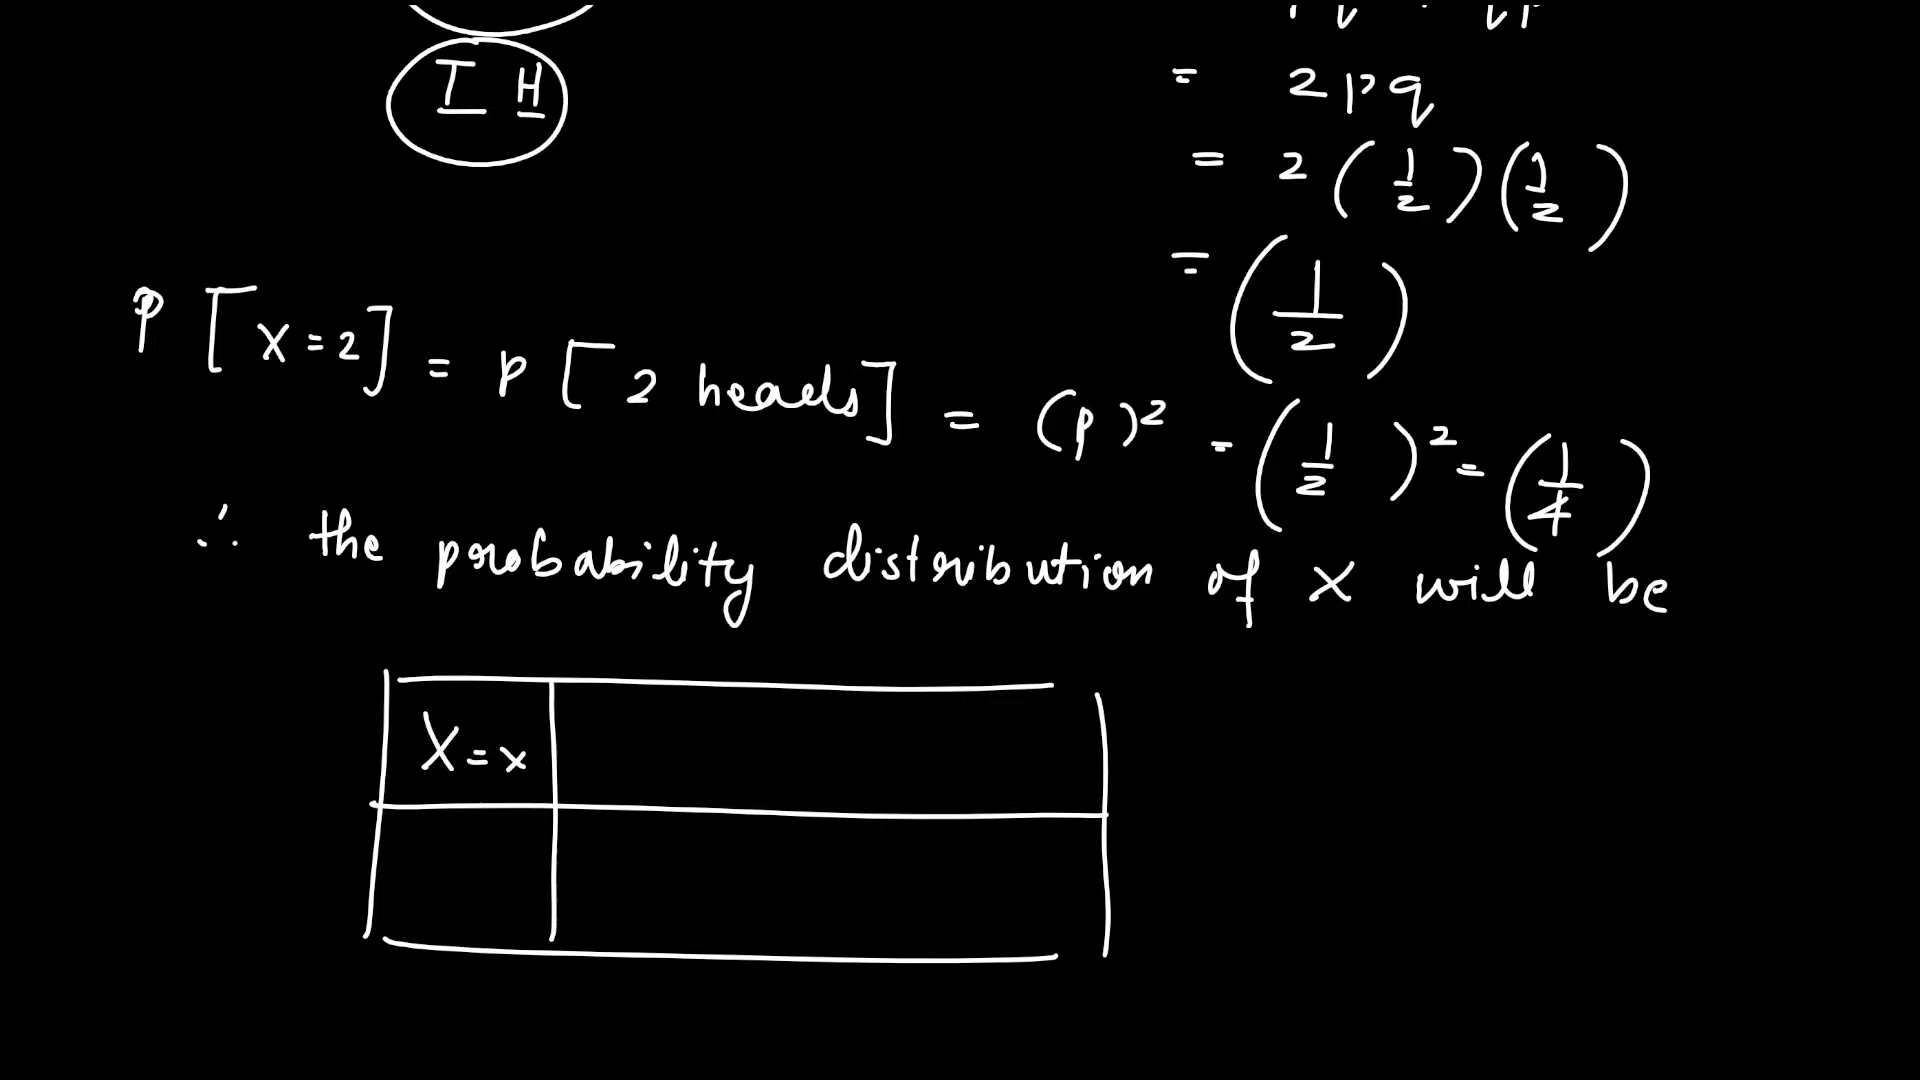 T H
= 2pq
= 2 (1/2) (1/2)
= (1/2)
P [X = 2] = p [2 heads] = (p)² = (1/2)² = (1/4)
∴ the probability distribution of X will be
X = x